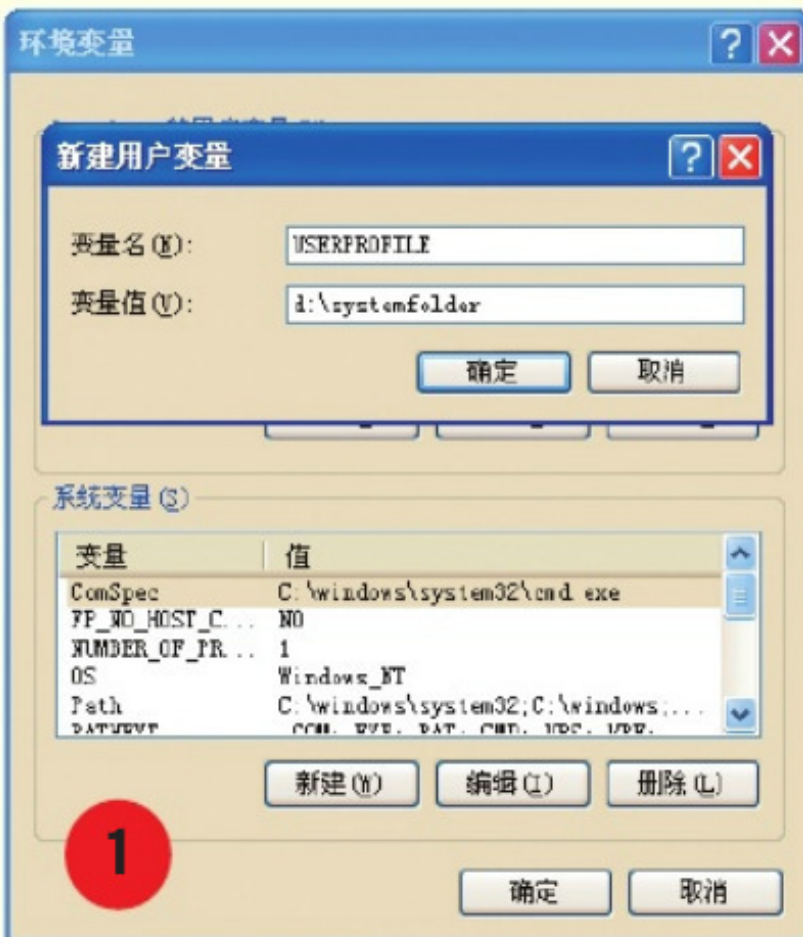 环境变量
新建用户变量
变量名(N):
USERPROFILE
变量值(V):
d:\systemfolder
确定 取消
系统变量(S)
变量 值
ComSpec C:\windows\system32\cmd.exe
FP_NO_HOST_C... NO
NUMBER_OF_PR... 1
OS Windows_NT
Path C:\windows\system32;C:\windows;...
新建(W) 编辑(I) 删除(L)
1
确定 取消